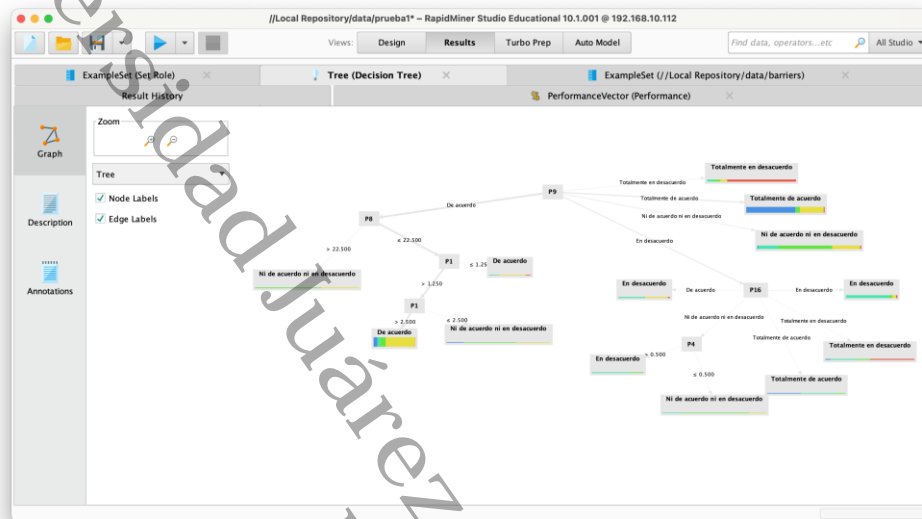 //Local Repository/data/prueba1* – RapidMiner Studio Educational 10.1.001 @ 192.168.10.112
Views: Design Results Turbo Prep Auto Model Find data, operators...etc All Studio
ExampleSet (Set Role) Tree (Decision Tree) ExampleSet (//Local Repository/data/barriers)
Result History PerformanceVector (Performance)
Graph
Description
Annotations
Zoom
Tree
Node Labels
Edge Labels
P9
Totalmente en desacuerdo
Totalmente en desacuerdo
Totalmente de acuerdo
Totalmente de acuerdo
Ni de acuerdo ni en desacuerdo
Ni de acuerdo ni en desacuerdo
De acuerdo
En desacuerdo
P8
> 22.500
≤ 22.500
Ni de acuerdo ni en desacuerdo
P1
≤ 1.25
De acuerdo
> 1.250
P1
> 2.500
≤ 2.500
De acuerdo
Ni de acuerdo ni en desacuerdo
En desacuerdo
De acuerdo
P16
En desacuerdo
En desacuerdo
Ni de acuerdo ni en desacuerdo
Totalmente en desacuerdo
Totalmente de acuerdo
Totalmente en desacuerdo
P4
> 0.500
En desacuerdo
≤ 0.500
Totalmente de acuerdo
Ni de acuerdo ni en desacuerdo
ersidad Juárez